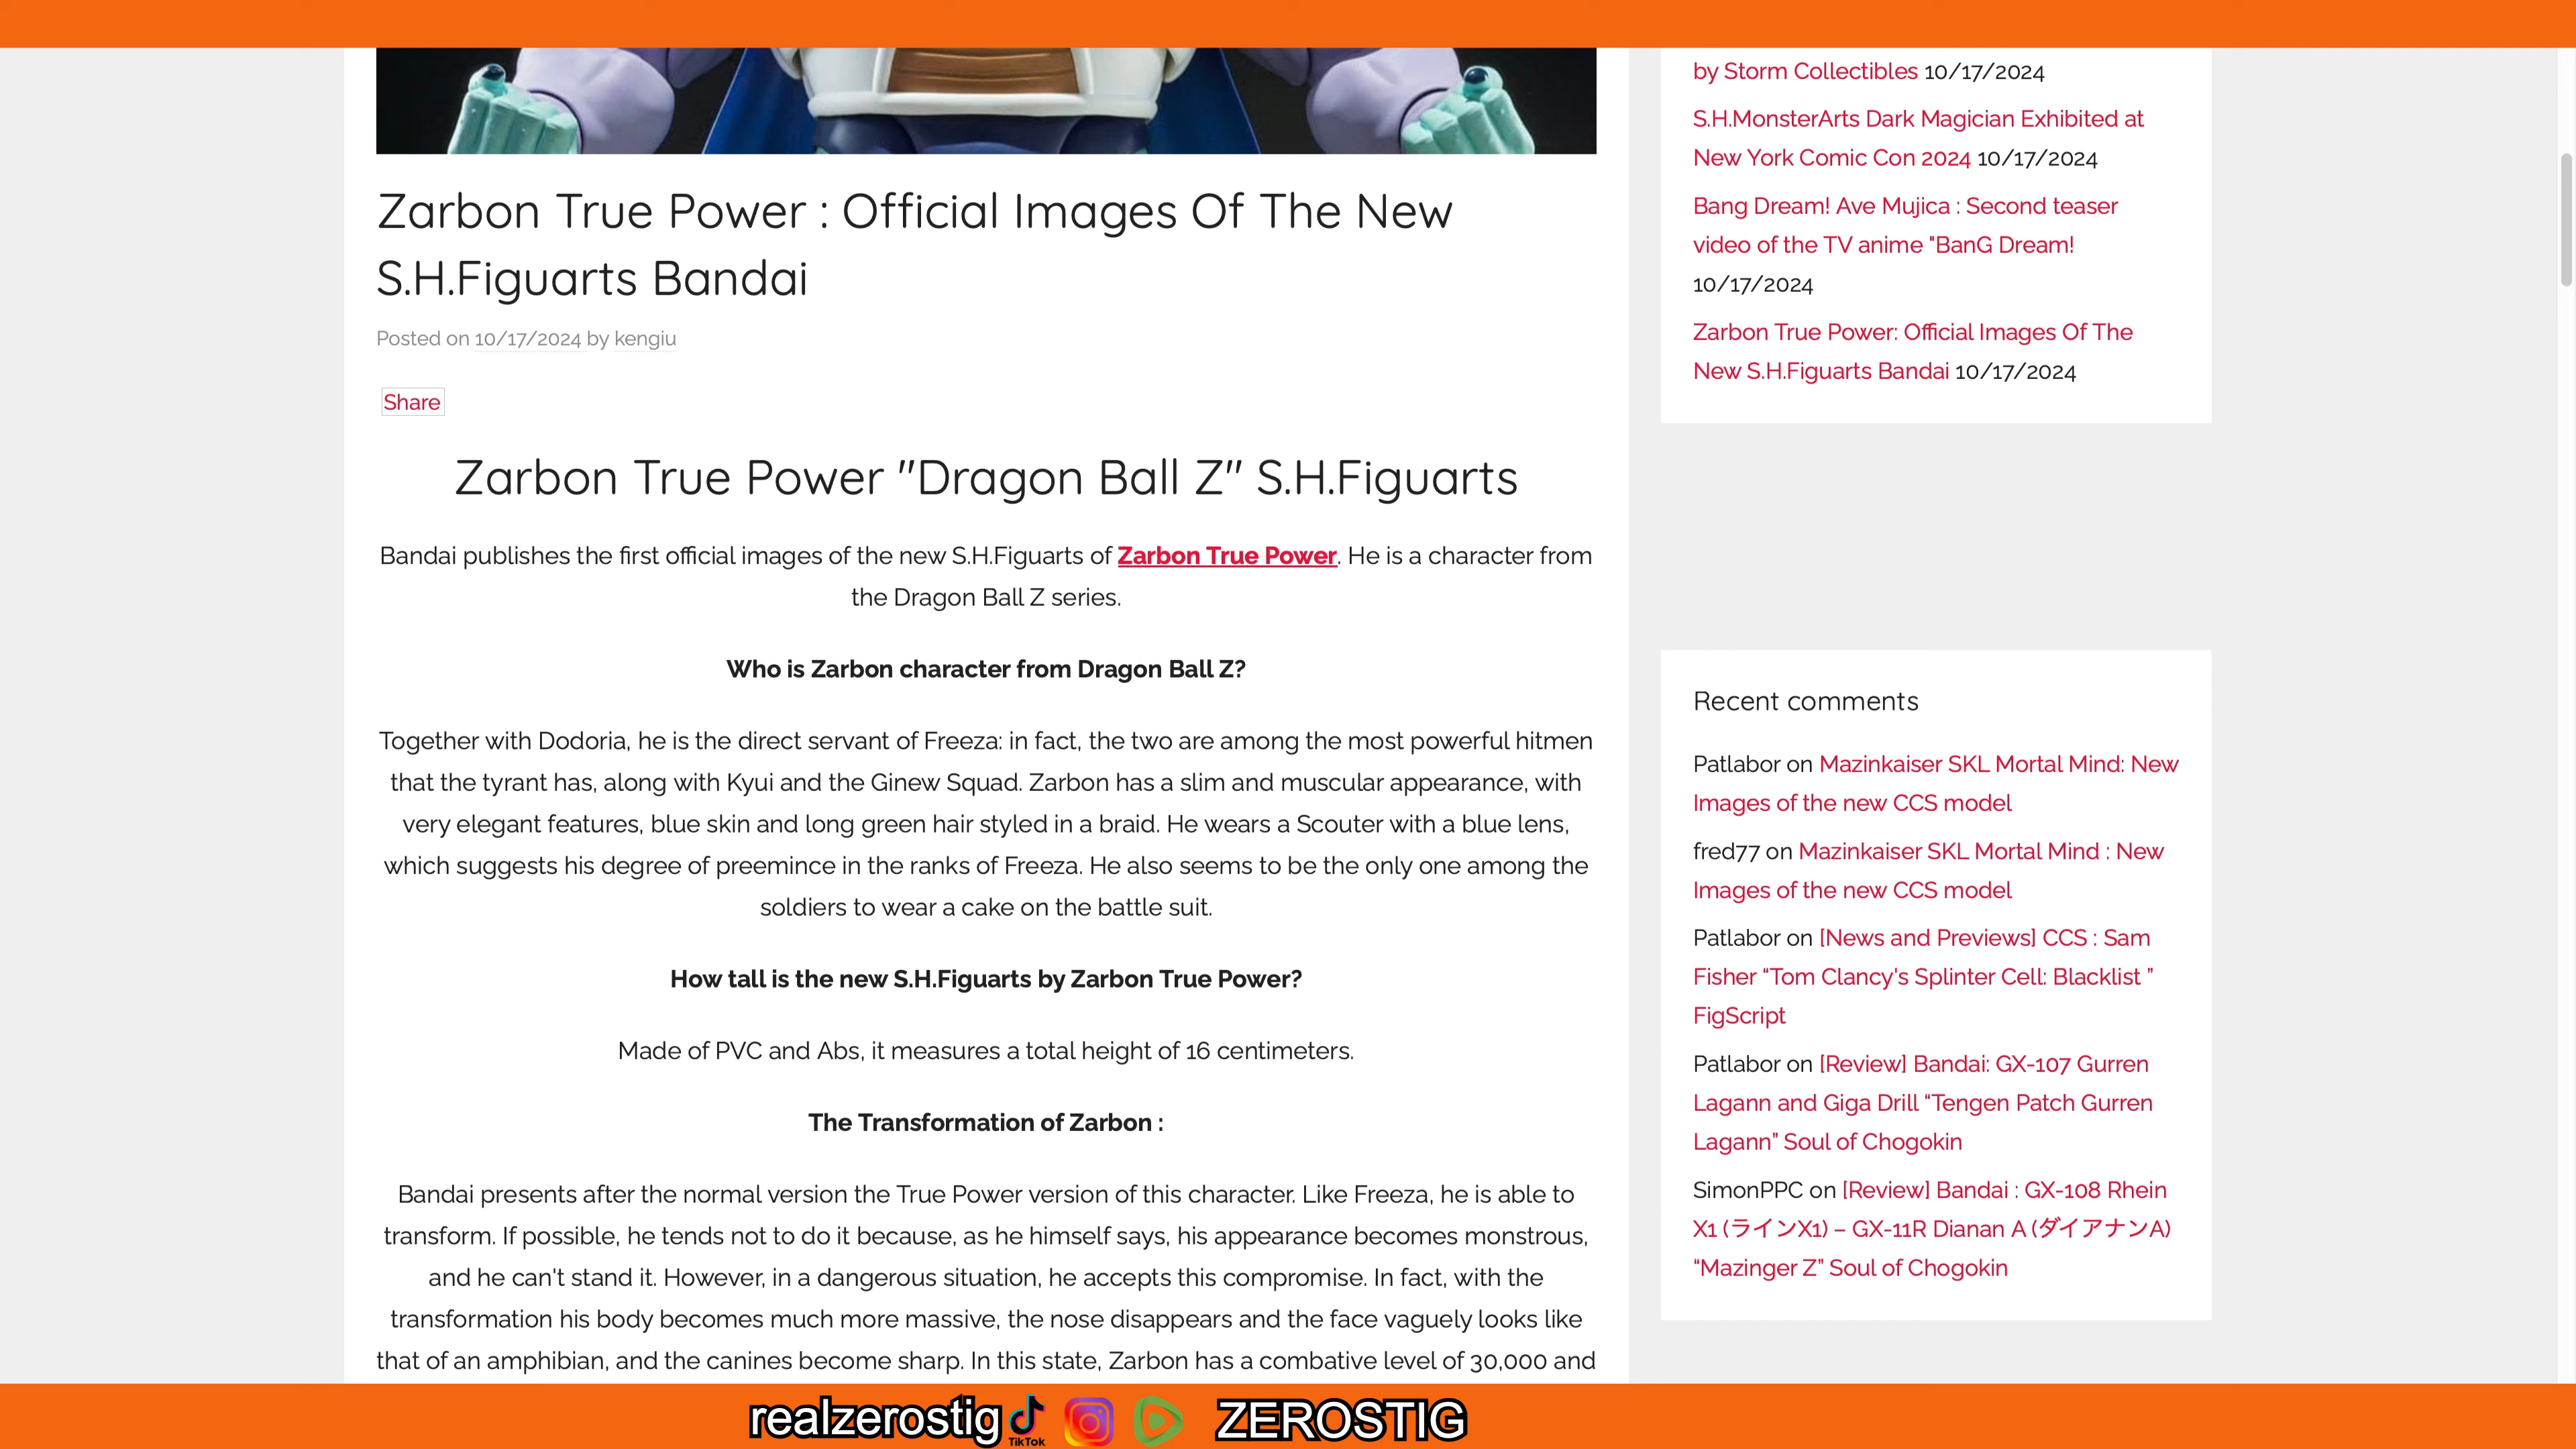 Zarbon True Power : Official Images Of The New
S.H.Figuarts Bandai
Posted on 10/17/2024 by kengiu
Share
Zarbon True Power "Dragon Ball Z" S.H.Figuarts
Bandai publishes the first official images of the new S.H.Figuarts of Zarbon True Power. He is a character from
the Dragon Ball Z series.
Who is Zarbon character from Dragon Ball Z?
Together with Dodoria, he is the direct servant of Freeza: in fact, the two are among the most powerful hitmen
that the tyrant has, along with Kyui and the Ginew Squad. Zarbon has a slim and muscular appearance, with
very elegant features, blue skin and long green hair styled in a braid. He wears a Scouter with a blue lens,
which suggests his degree of preemince in the ranks of Freeza. He also seems to be the only one among the
soldiers to wear a cake on the battle suit.
How tall is the new S.H.Figuarts by Zarbon True Power?
Made of PVC and Abs, it measures a total height of 16 centimeters.
The Transformation of Zarbon :
Bandai presents after the normal version the True Power version of this character. Like Freeza, he is able to
transform. If possible, he tends not to do it because, as he himself says, his appearance becomes monstrous,
and he can't stand it. However, in a dangerous situation, he accepts this compromise. In fact, with the
transformation his body becomes much more massive, the nose disappears and the face vaguely looks like
that of an amphibian, and the canines become sharp. In this state, Zarbon has a combative level of 30,000 and
by Storm Collectibles 10/17/2024
S.H.MonsterArts Dark Magician Exhibited at
New York Comic Con 2024 10/17/2024
Bang Dream! Ave Mujica : Second teaser
video of the TV anime "BanG Dream!
10/17/2024
Zarbon True Power: Official Images Of The
New S.H.Figuarts Bandai 10/17/2024
Recent comments
Patlabor on Mazinkaiser SKL Mortal Mind: New
Images of the new CCS model
fred77 on Mazinkaiser SKL Mortal Mind : New
Images of the new CCS model
Patlabor on [News and Previews] CCS : Sam
Fisher “Tom Clancy's Splinter Cell: Blacklist ”
FigScript
Patlabor on [Review] Bandai: GX-107 Gurren
Lagann and Giga Drill “Tengen Patch Gurren
Lagann” Soul of Chogokin
SimonPPC on [Review] Bandai : GX-108 Rhein
X1 (ラインX1) – GX-11R Dianan A (ダイアナンA)
“Mazinger Z” Soul of Chogokin
realzerostig TikTok ZEROSTIG